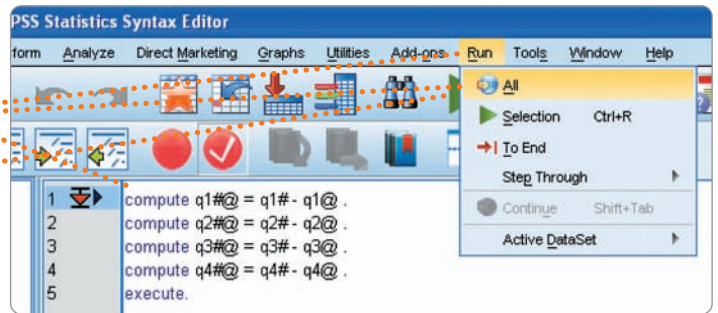 PSS Statistics Syntax Editor
form Analyze Direct Marketing Graphs Utilities Add-ons Run Tools Window Help
All
Selection Ctrl+R
To End
Step Through
Continue Shift+Tab
Active DataSet
1 compute q1#@ = q1# - q1@ .
2 compute q2#@ = q2# - q2@ .
3 compute q3#@ = q3# - q3@ .
4 compute q4#@ = q4# - q4@ .
5 execute.